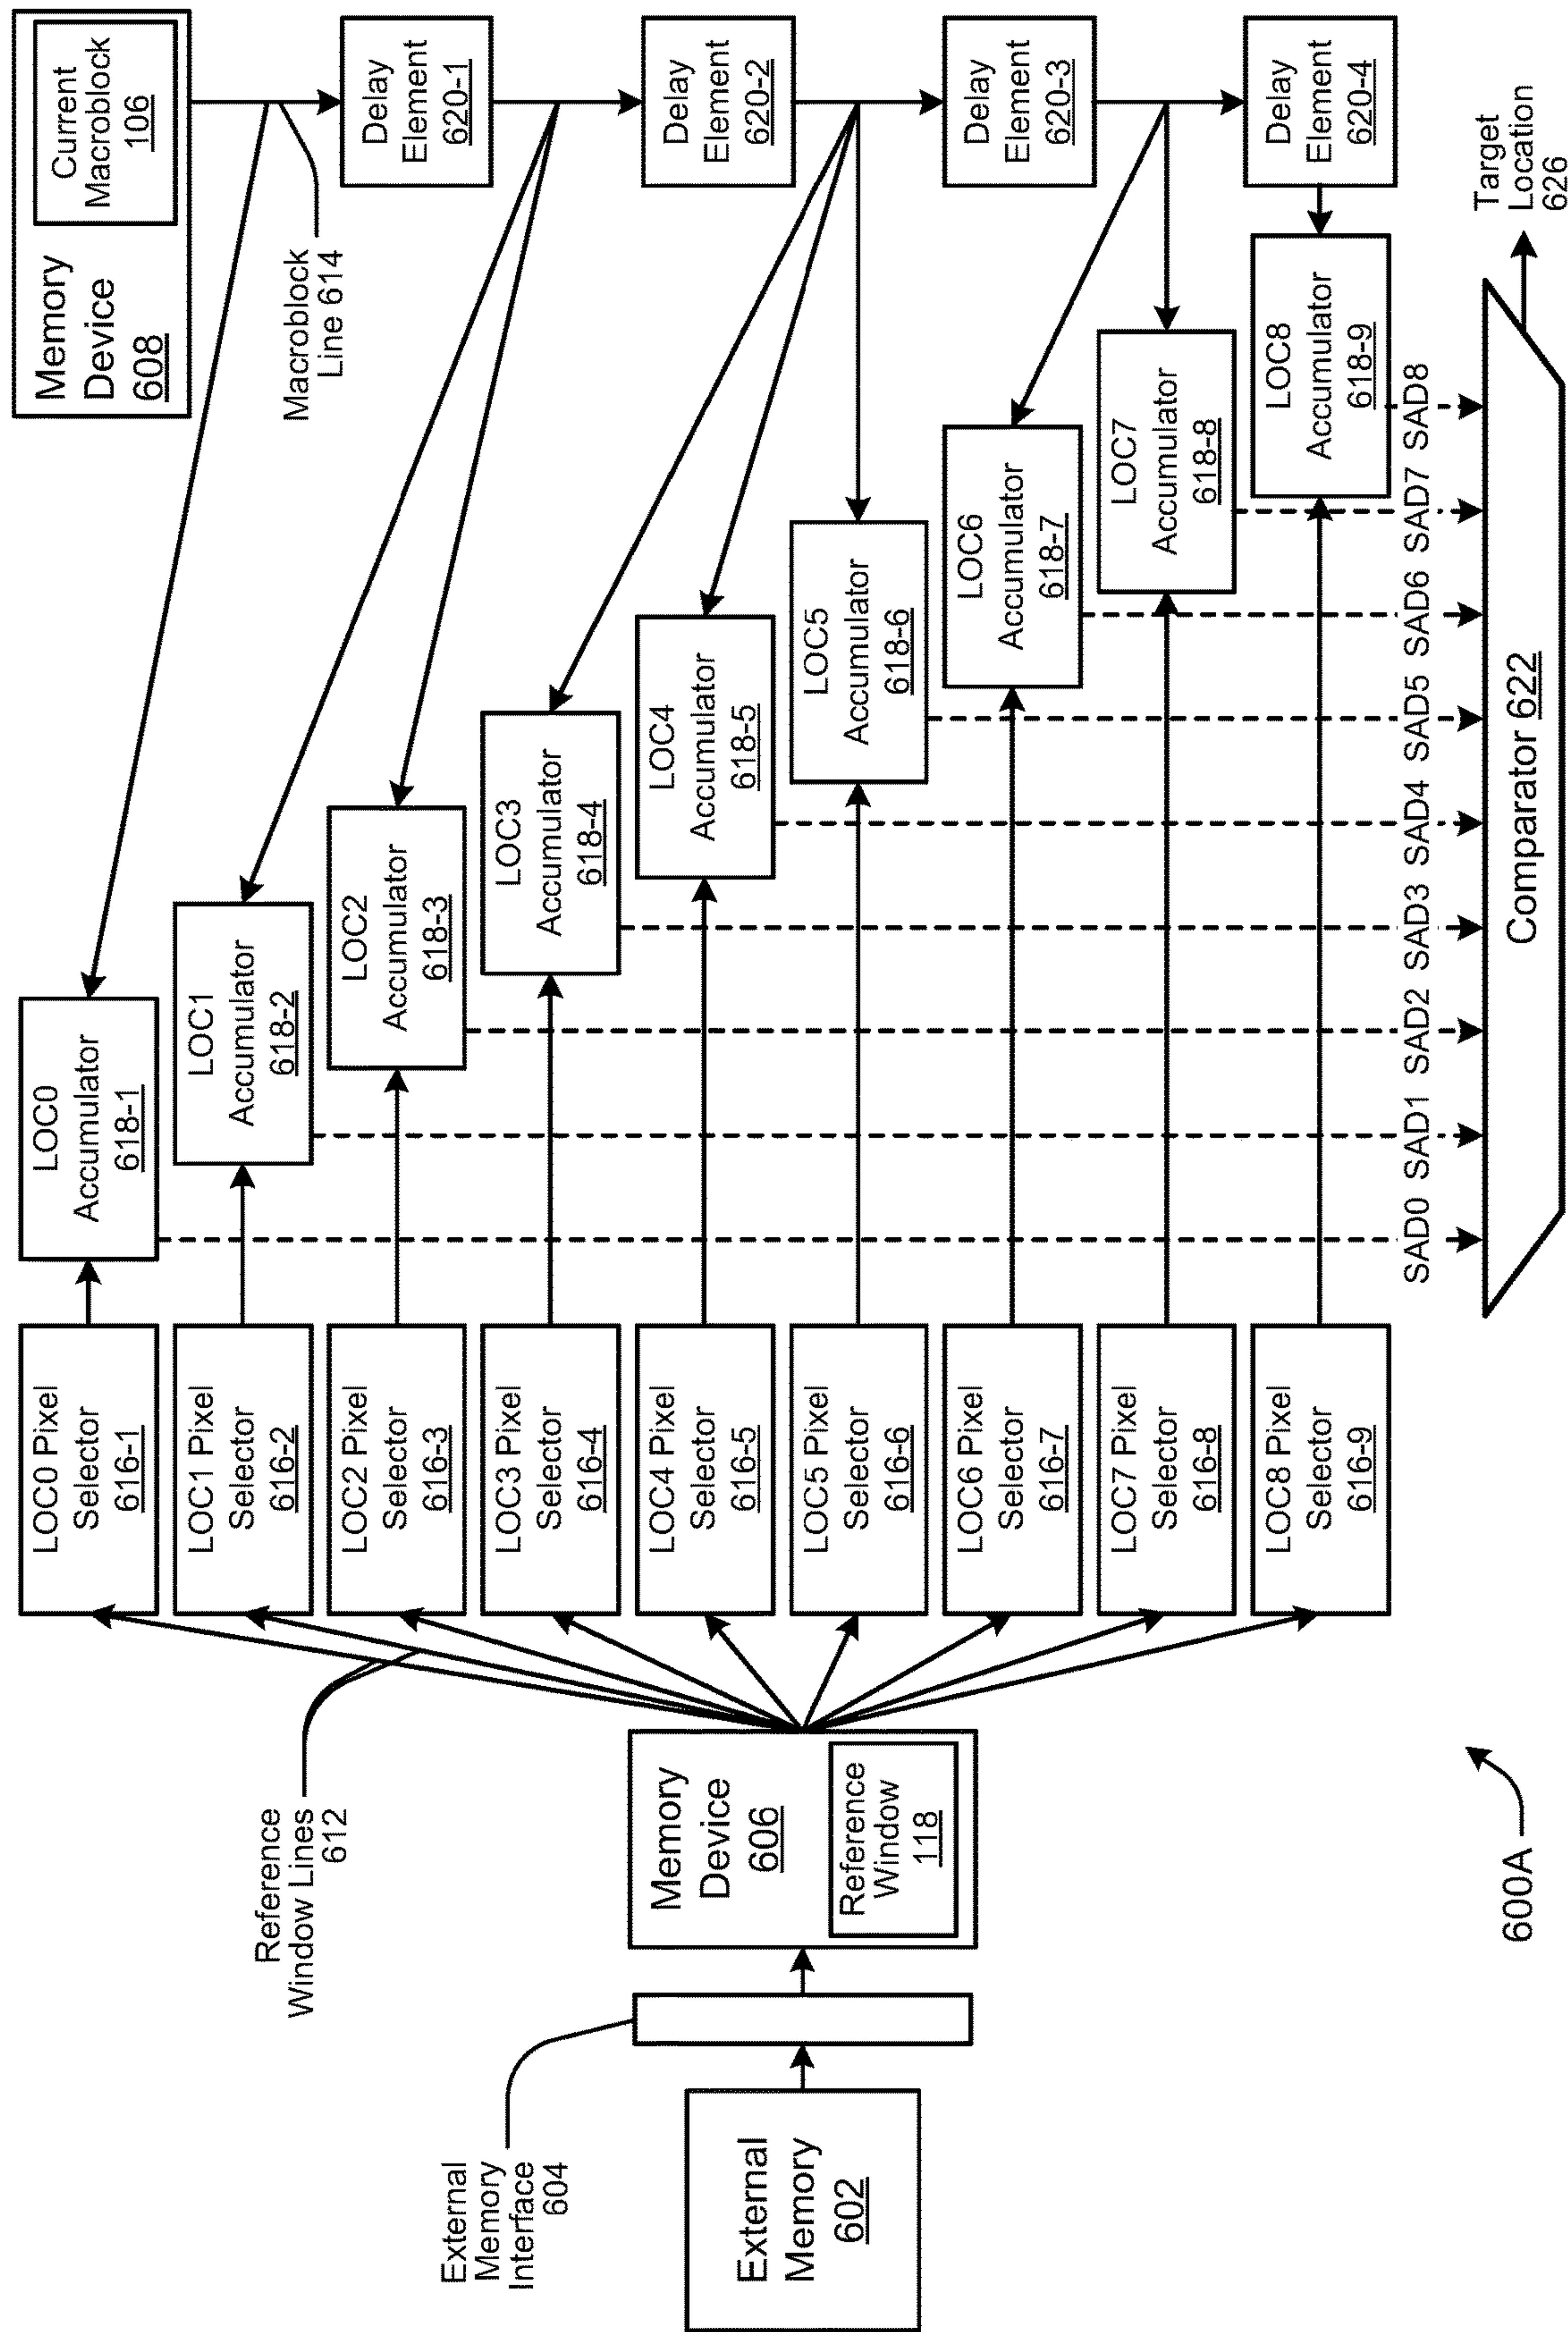 External
Memory
602
External
Memory
Interface
604
Memory
Device
606
Reference
Window
118
Reference
Window Lines
612
LOC0 Pixel
Selector
616-1
LOC1 Pixel
Selector
616-2
LOC2 Pixel
Selector
616-3
LOC3 Pixel
Selector
616-4
LOC4 Pixel
Selector
616-5
LOC5 Pixel
Selector
616-6
LOC6 Pixel
Selector
616-7
LOC7 Pixel
Selector
616-8
LOC8 Pixel
Selector
616-9
LOC0
Accumulator
618-1
LOC1
Accumulator
618-2
LOC2
Accumulator
618-3
LOC3
Accumulator
618-4
LOC4
Accumulator
618-5
LOC5
Accumulator
618-6
LOC6
Accumulator
618-7
LOC7
Accumulator
618-8
LOC8
Accumulator
618-9
Memory
Device
608
Current
Macroblock
106
Macroblock
Line 614
Delay
Element
620-1
Delay
Element
620-2
Delay
Element
620-3
Delay
Element
620-4
SAD0 SAD1 SAD2 SAD3 SAD4 SAD5 SAD6 SAD7 SAD8
Comparator 622
Target
Location
626
600A